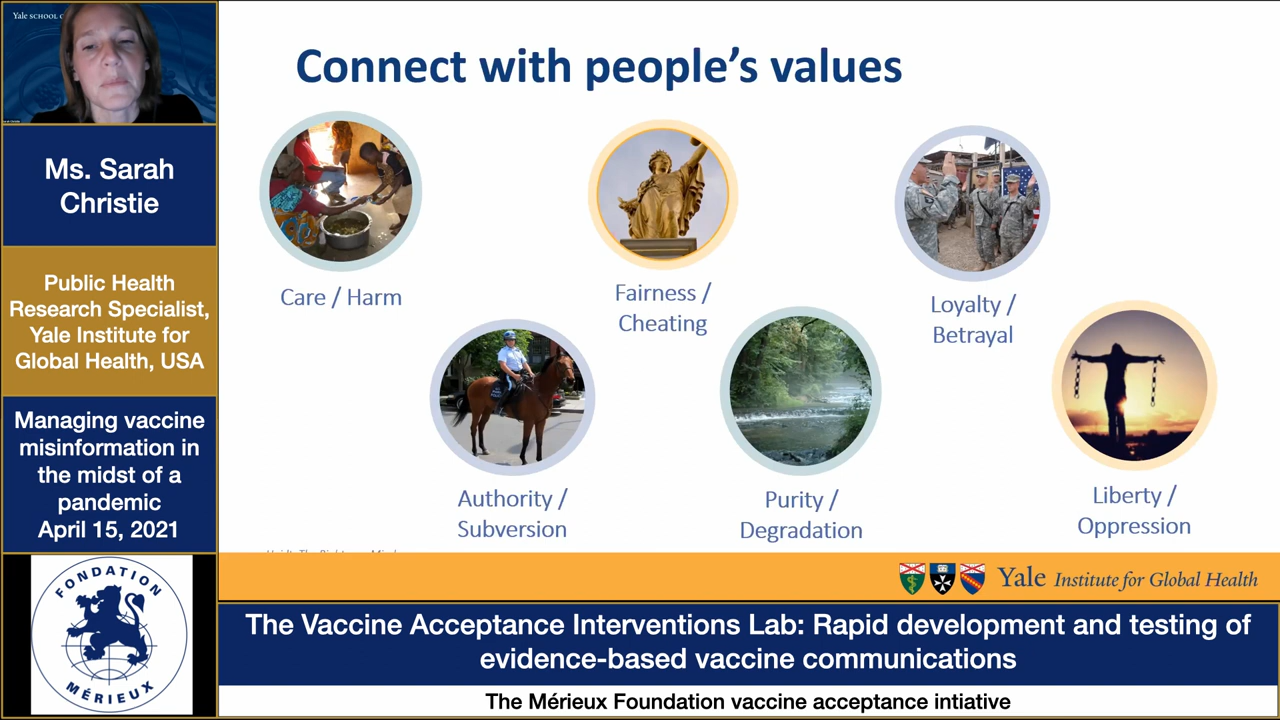 Yale SCHOOL
Ms. Sarah
Christie
Public Health
Research Specialist,
Yale Institute for
Global Health, USA
Managing vaccine
misinformation in
the midst of a
pandemic
April 15, 2021
FONDATION
MÉRIEUX
Connect with people's values
Care / Harm
Fairness /
Cheating
Loyalty /
Betrayal
Authority /
Subversion
Purity /
Degradation
Liberty /
Oppression
Yale Institute for Global Health
The Vaccine Acceptance Interventions Lab: Rapid development and testing of
evidence-based vaccine communications
The Mérieux Foundation vaccine acceptance intiative